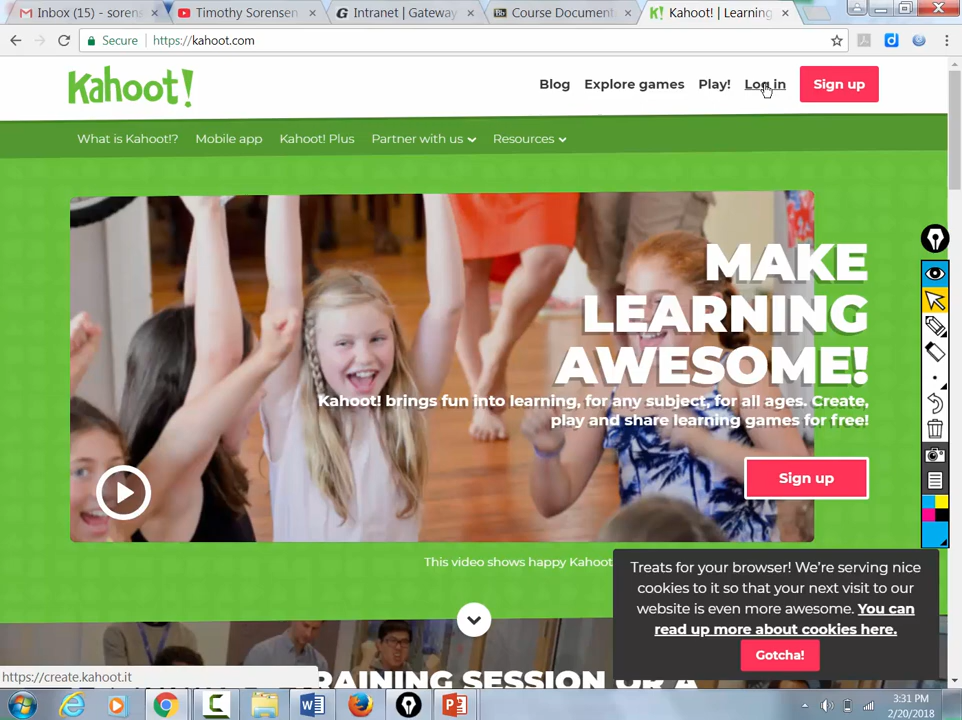 Inbox (15) - soren
Timothy Sorensen
Intranet | Gateway
Course Document
Kahoot! | Learning
Secure | https://kahoot.com
Kahoot!
Blog Explore games Play! Log in Sign up
What is Kahoot!? Mobile app Kahoot! Plus Partner with us Resources
MAKE
LEARNING
AWESOME!
Kahoot! brings fun into learning, for any subject, for all ages. Create,
play and share learning games for free!
Sign up
This video shows happy Kahoot
Treats for your browser! We're serving nice
cookies to it so that your next visit to our
website is even more awesome. You can
read up more about cookies here.
Gotcha!
https://create.kahoot.it
RAINING SESSION OR A
3:31 PM
2/20/2018